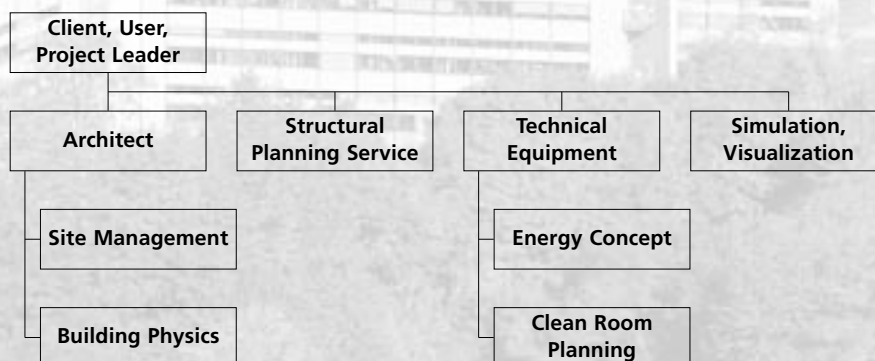 Client, User,
Project Leader
Architect
Structural
Planning Service
Technical
Equipment
Simulation,
Visualization
Site Management
Energy Concept
Building Physics
Clean Room
Planning